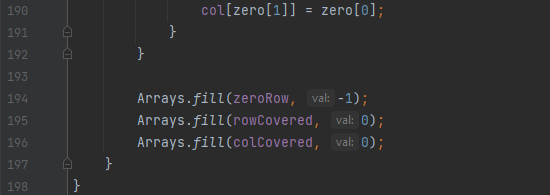 190 col[zero[1]] = zero[0];
191 }
192 }
193
194 Arrays.fill(zeroRow, val: -1);
195 Arrays.fill(rowCovered, val: 0);
196 Arrays.fill(colCovered, val: 0);
197 }
198 }